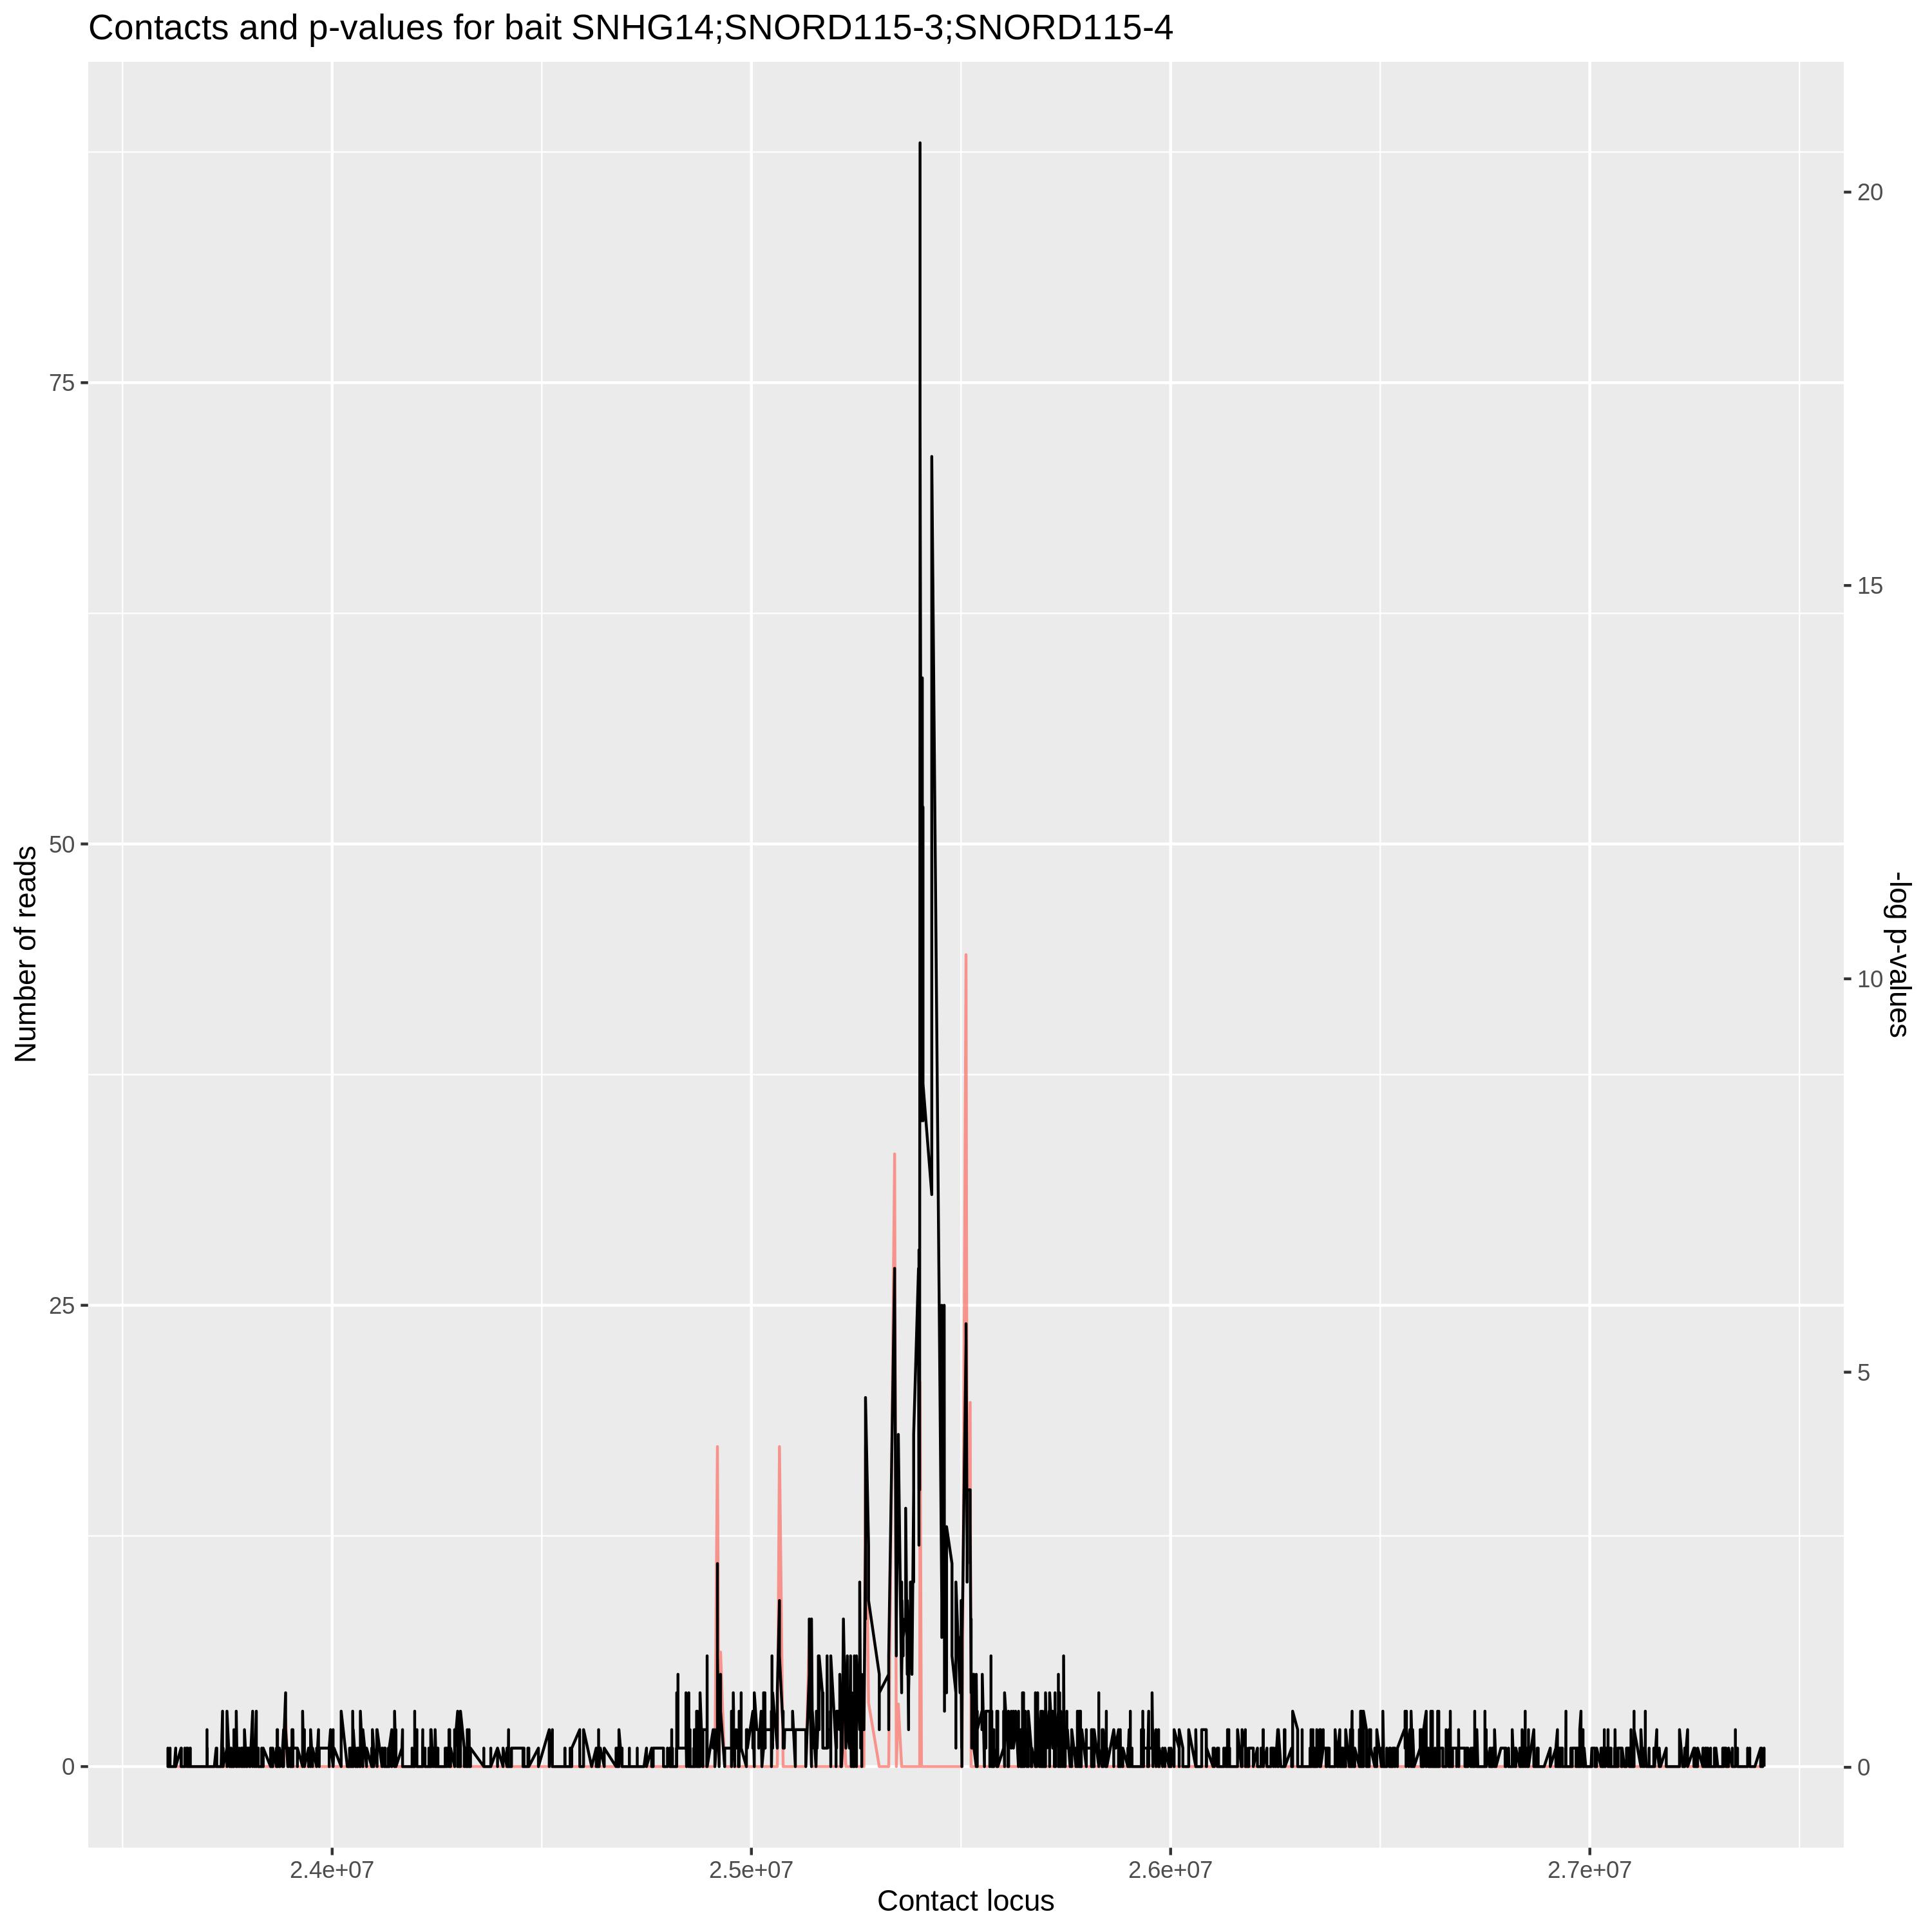 Contacts and p-values for bait SNHG14;SNORD115-3;SNORD115-4
75
50
25
0
Number of reads
20
15
10
5
0
-log p-values
2.4e+07
2.5e+07
2.6e+07
2.7e+07
Contact locus